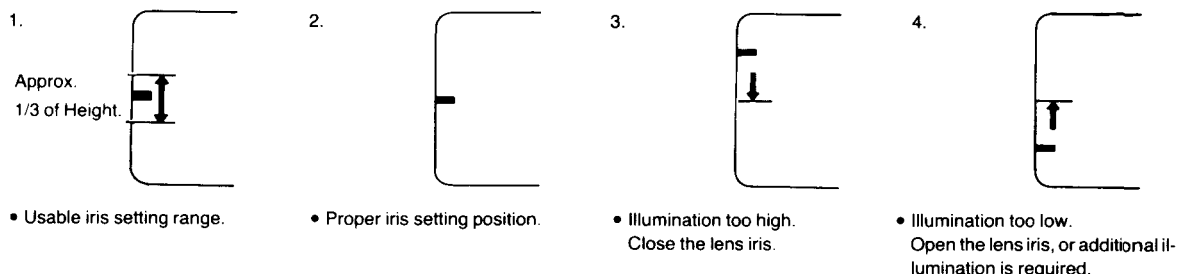 1.
Approx.
1/3 of Height.
• Usable iris setting range.
2.
• Proper iris setting position.
3.
• Illumination too high.
Close the lens iris.
4.
• Illumination too low.
Open the lens iris, or additional il-
lumination is required.